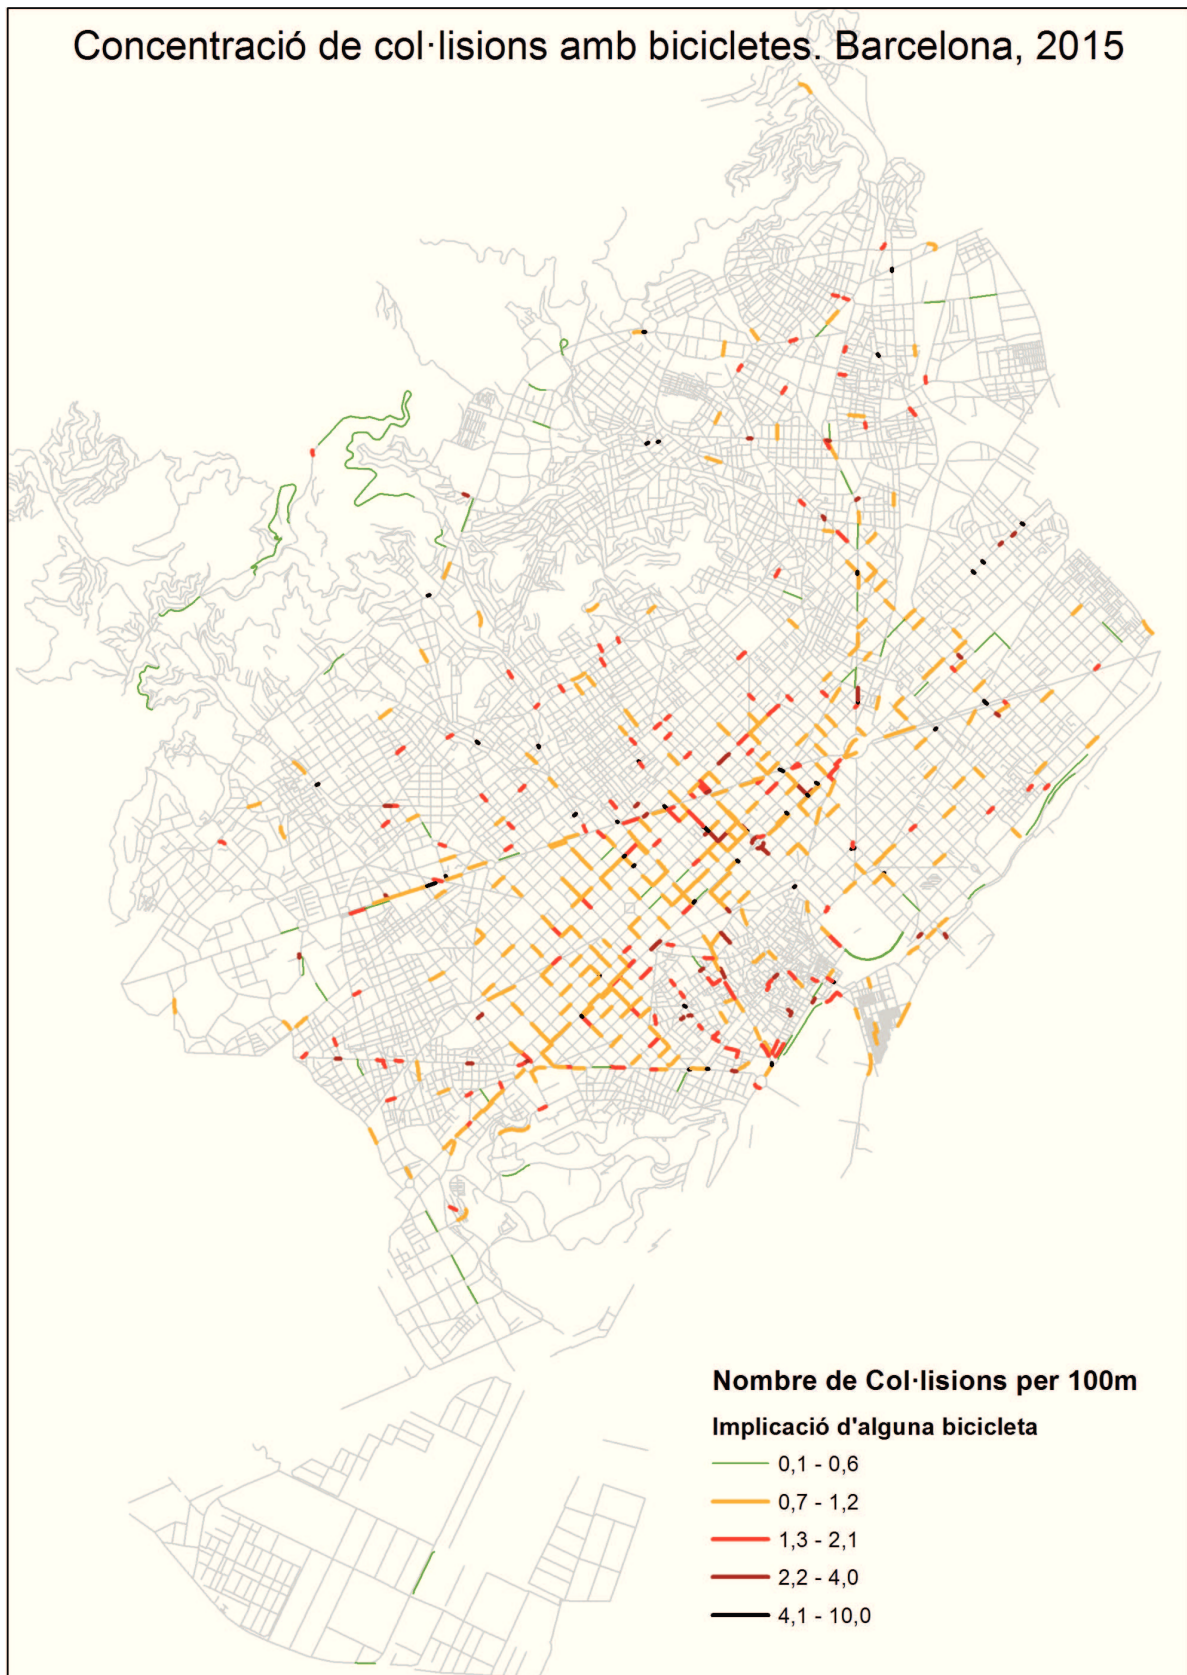 Concentració de col·lisions amb bicicletes. Barcelona, 2015
Nombre de Col·lisions per 100m
Implicació d'alguna bicicleta
0,1 - 0,6
0,7 - 1,2
1,3 - 2,1
2,2 - 4,0
4,1 - 10,0